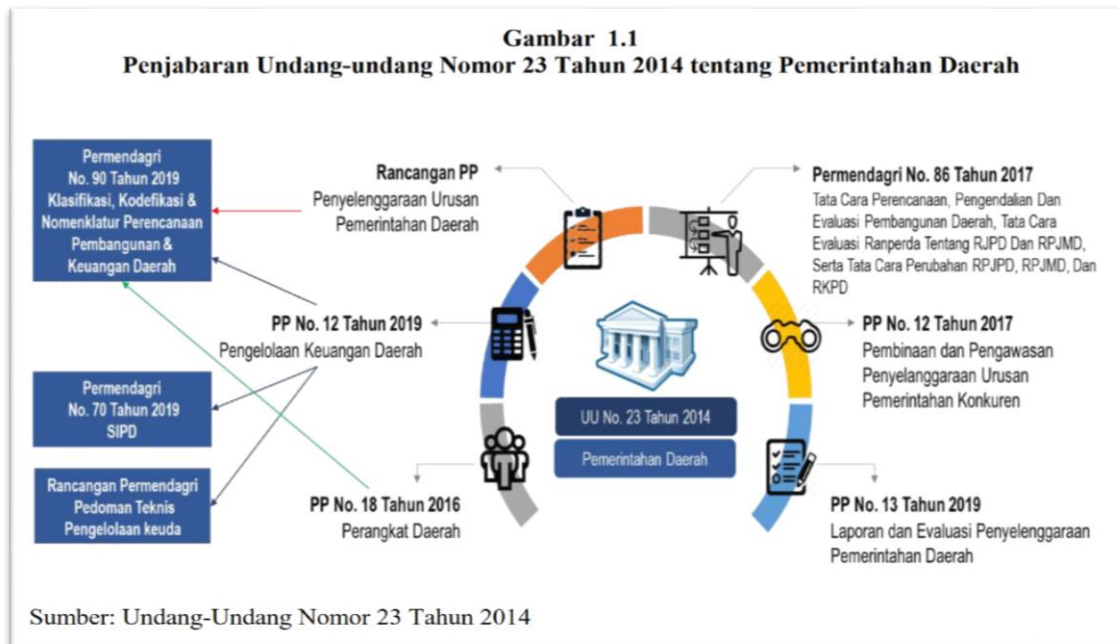 Gambar 1.1
Penjabaran Undang-undang Nomor 23 Tahun 2014 tentang Pemerintahan Daerah
Permendagri
No. 90 Tahun 2019
Klasifikasi, Kodefikasi &
Nomenklatur Perencanaan
Pembangunan &
Keuangan Daerah
Permendagri
No. 70 Tahun 2019
SIPD
Rancangan Permendagri
Pedoman Teknis
Pengelolaan keuda
Rancangan PP
Penyelenggaraan Urusan
Pemerintahan Daerah
PP No. 12 Tahun 2019
Pengelolaan Keuangan Daerah
PP No. 18 Tahun 2016
Perangkat Daerah
UU No. 23 Tahun 2014
Pemerintahan Daerah
Permendagri No. 86 Tahun 2017
Tata Cara Perencanaan, Pengendalian Dan
Evaluasi Pembangunan Daerah, Tata Cara
Evaluasi Ranperda Tentang RJPD Dan RPJMD,
Serta Tata Cara Perubahan RPJPD, RPJMD, Dan
RKPD
PP No. 12 Tahun 2017
Pembinaan dan Pengawasan
Penyelanggaraan Urusan
Pemerintahan Konkuren
PP No. 13 Tahun 2019
Laporan dan Evaluasi Penyelenggaraan
Pemerintahan Daerah
Sumber: Undang-Undang Nomor 23 Tahun 2014